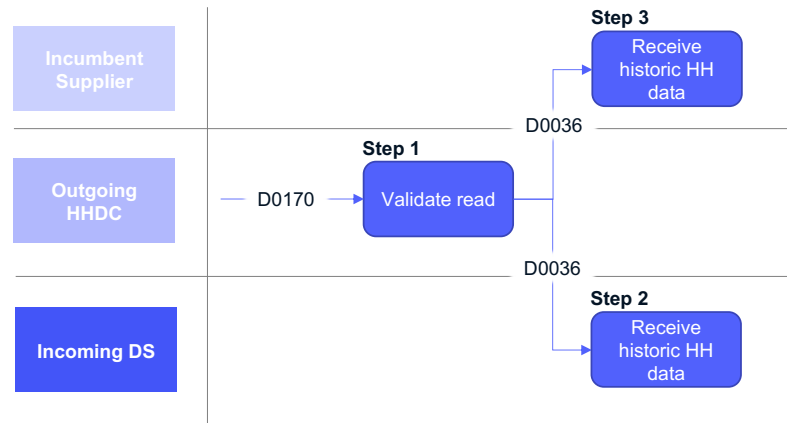 Step 3
Incumbent
Supplier
Receive
historic HH
data
D0036
Step 1
Outgoing
HHDC
D0170
Validate read
D0036
Step 2
Incoming DS
Receive
historic HH
data